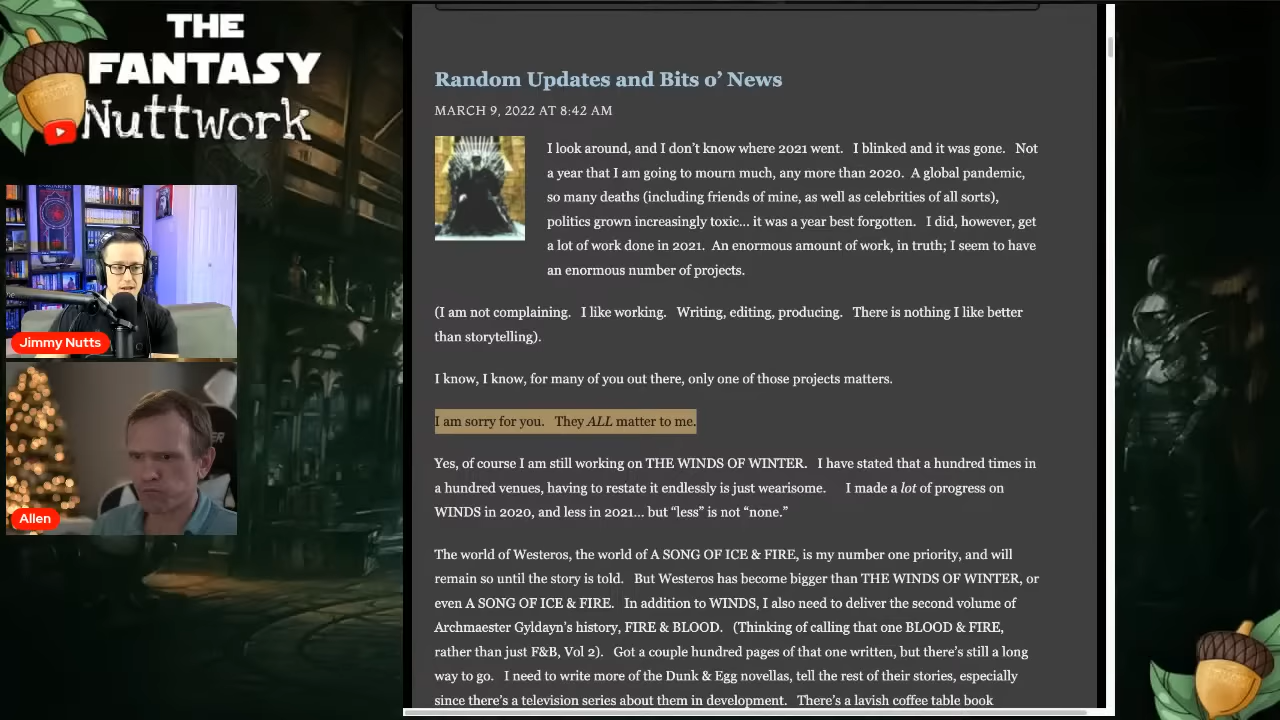 THE
FANTASY
Nuttwork
Jimmy Nutts
Allen
Random Updates and Bits o’ News
MARCH 9, 2022 AT 8:42 AM
I look around, and I don’t know where 2021 went. I blinked and it was gone. Not
a year that I am going to mourn much, any more than 2020. A global pandemic,
so many deaths (including friends of mine, as well as celebrities of all sorts),
politics grown increasingly toxic... it was a year best forgotten. I did, however, get
a lot of work done in 2021. An enormous amount of work, in truth; I seem to have
an enormous number of projects.
(I am not complaining. I like working. Writing, editing, producing. There is nothing I like better
than storytelling).
I know, I know, for many of you out there, only one of those projects matters.
I am sorry for you. They ALL matter to me.
Yes, of course I am still working on THE WINDS OF WINTER. I have stated that a hundred times in
a hundred venues, having to restate it endlessly is just wearisome. I made a lot of progress on
WINDS in 2020, and less in 2021... but “less” is not “none.”
The world of Westeros, the world of A SONG OF ICE & FIRE, is my number one priority, and will
remain so until the story is told. But Westeros has become bigger than THE WINDS OF WINTER, or
even A SONG OF ICE & FIRE. In addition to WINDS, I also need to deliver the second volume of
Archmaester Gyldayn’s history, FIRE & BLOOD. (Thinking of calling that one BLOOD & FIRE,
rather than just F&B, Vol 2). Got a couple hundred pages of that one written, but there’s still a long
way to go. I need to write more of the Dunk & Egg novellas, tell the rest of their stories, especially
since there’s a television series about them in development. There’s a lavish coffee table book